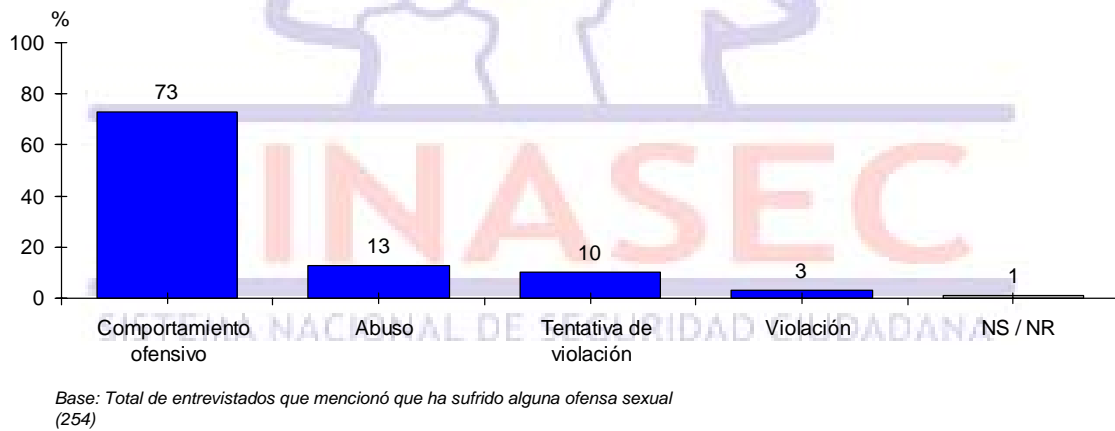 %
100
80
60
40
20
0
73
13
10
3
1
INASEC
SISTEMA NACIONAL DE SEGURIDAD CIUDADANA
Comportamiento
ofensivo
Abuso
Tentativa de
violación
Violación
NS / NR
Base: Total de entrevistados que mencionó que ha sufrido alguna ofensa sexual
(254)